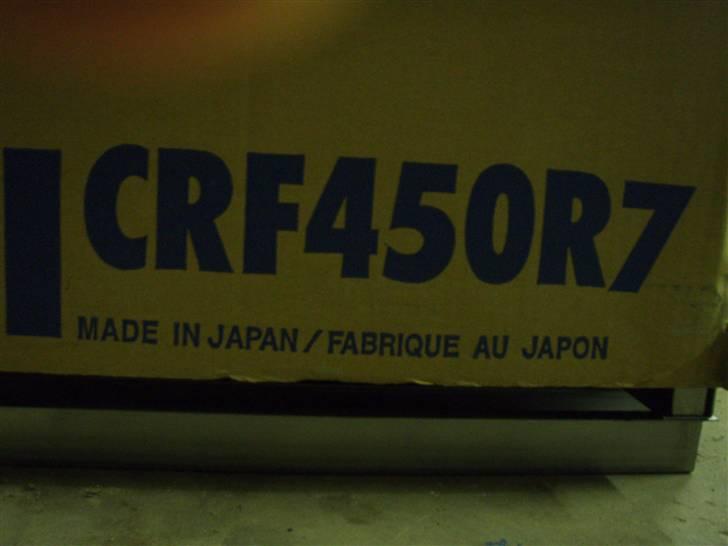 CRF450R7
MADE IN JAPAN / FABRIQUE AU JAPON